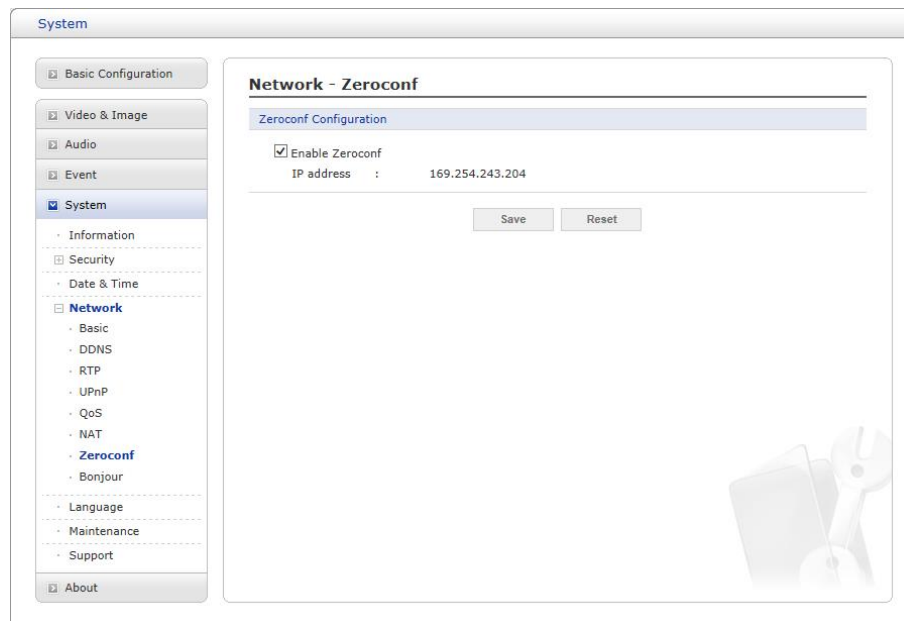 System
Basic Configuration
Video & Image
Audio
Event
System
Information
Security
Date & Time
Network
Basic
DDNS
RTP
UPnP
QoS
NAT
Zeroconf
Bonjour
Language
Maintenance
Support
About
Network - Zeroconf
Zeroconf Configuration
Enable Zeroconf
IP address : 169.254.243.204
Save Reset